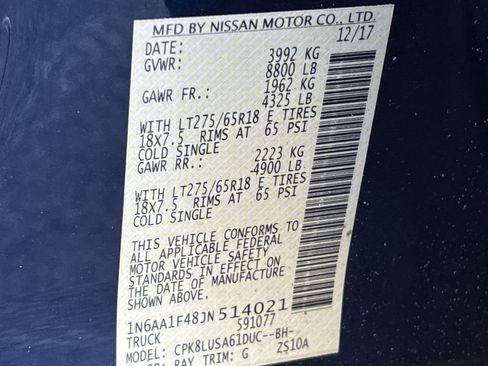 MFD BY NISSAN MOTOR CO., LTD.
DATE: 12/17
GVWR: 3992 KG
8800 LB
GAWR FR.: 1962 KG
4325 LB
WITH LT275/65R18 E TIRES
18X7.5 RIMS AT 65 PSI
COLD SINGLE
GAWR RR.: 2223 KG
4900 LB
WITH LT275/65R18 E TIRES
18X7.5 RIMS AT 65 PSI
COLD SINGLE
THIS VEHICLE CONFORMS TO
ALL APPLICABLE FEDERAL
MOTOR VEHICLE SAFETY
STANDARDS IN EFFECT ON
THE DATE OF MANUFACTURE
SHOWN ABOVE.
1N6AA1F48JN514021
TRUCK 591077
MODEL: CPK8LUSA61DUC--BH-
RAY TRIM: G ZS10A